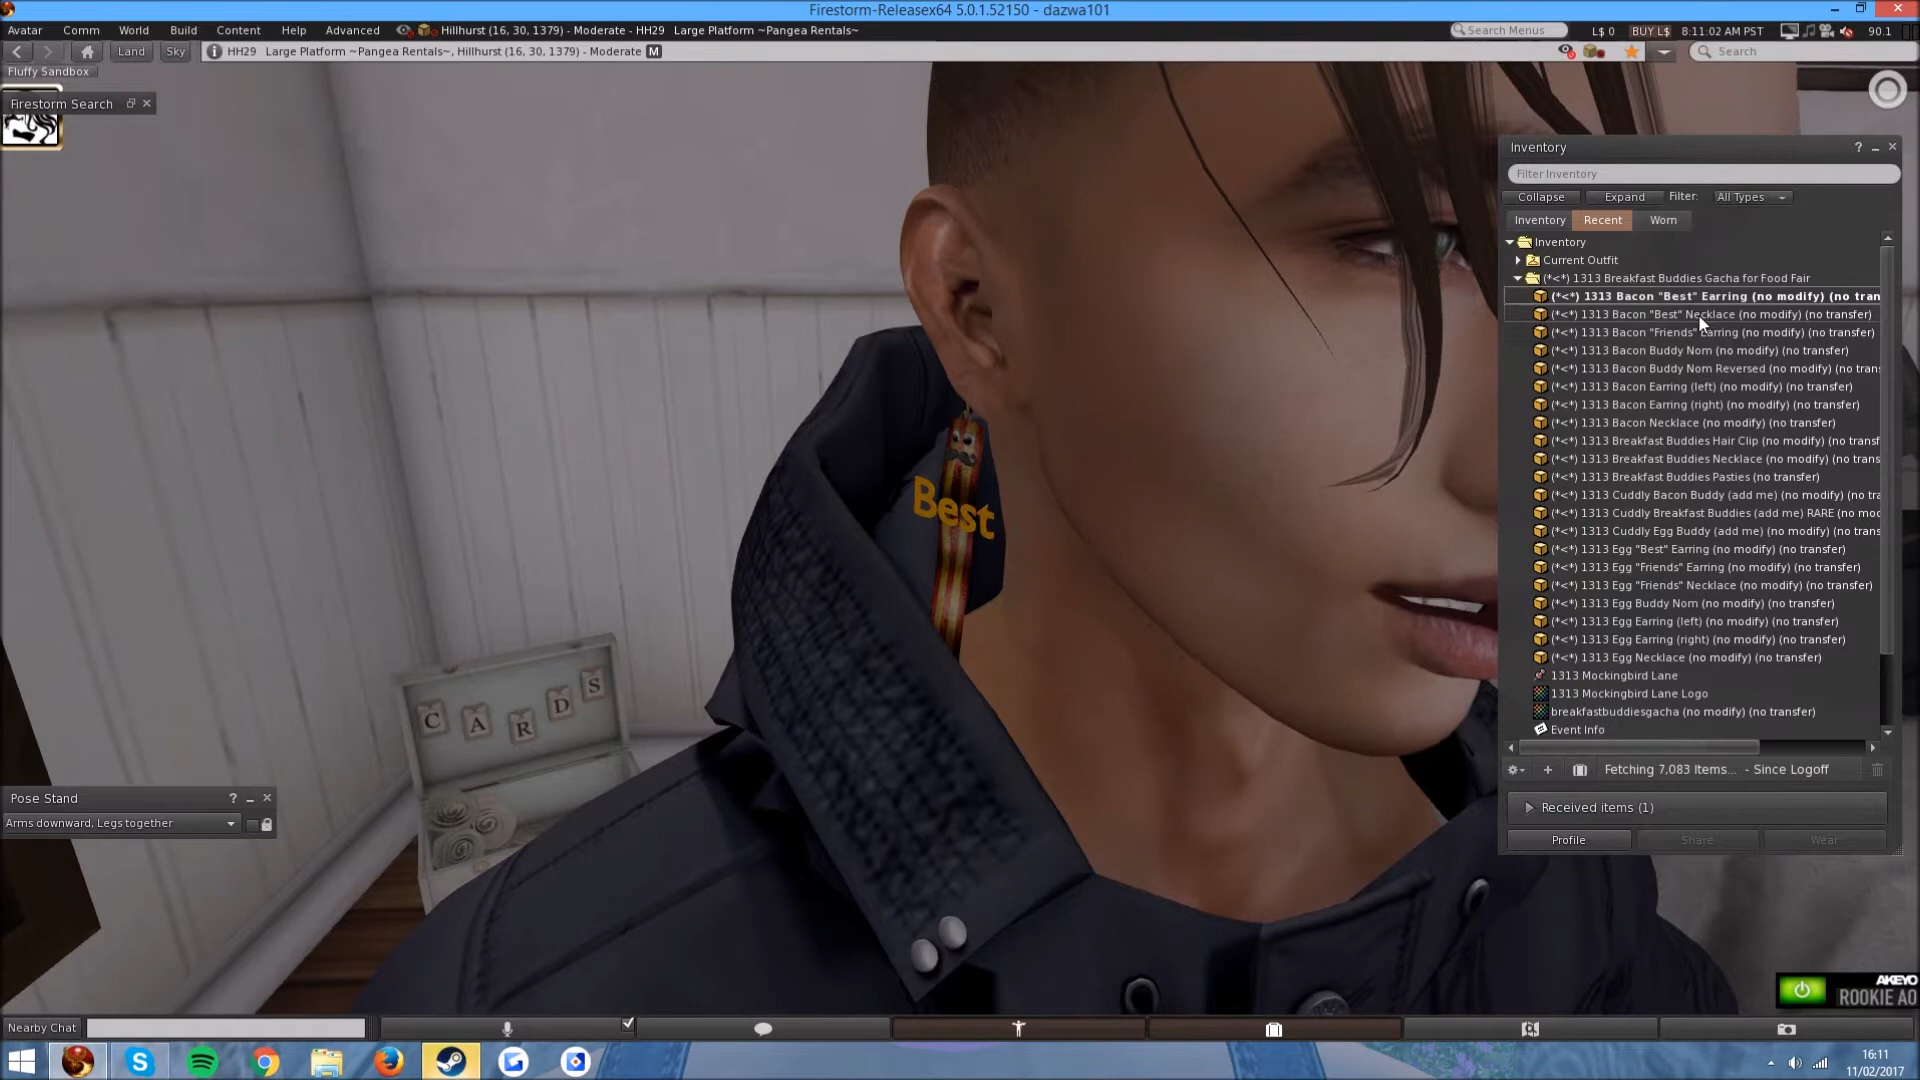 Firestorm-Releasex64 5.0.1.52150 - dazwa101
Avatar Comm World Build Content Help Advanced Hillhurst (16, 30, 1379) - Moderate - HH29 Large Platform ~Pangea Rentals~ Search Menus L$ 0 BUY L$ 8:11:02 AM PST 90.1
Land Sky HH29 Large Platform ~Pangea Rentals~, Hillhurst (16, 30, 1379) - Moderate M Search
Fluffy Sandbox
Firestorm Search
Inventory
Filter Inventory
Collapse Expand Filter: All Types
Inventory Recent Worn
Inventory
Current Outfit
(*<*) 1313 Breakfast Buddies Gacha for Food Fair
(*<*) 1313 Bacon "Best" Earring (no modify) (no tran
(*<*) 1313 Bacon "Best" Necklace (no modify) (no transfer)
(*<*) 1313 Bacon "Friends" Earring (no modify) (no transfer)
(*<*) 1313 Bacon Buddy Nom (no modify) (no transfer)
(*<*) 1313 Bacon Buddy Nom Reversed (no modify) (no tran
(*<*) 1313 Bacon Earring (left) (no modify) (no transfer)
(*<*) 1313 Bacon Earring (right) (no modify) (no transfer)
(*<*) 1313 Bacon Necklace (no modify) (no transfer)
(*<*) 1313 Breakfast Buddies Hair Clip (no modify) (no transf
(*<*) 1313 Breakfast Buddies Necklace (no modify) (no trans
(*<*) 1313 Breakfast Buddies Pasties (no transfer)
(*<*) 1313 Cuddly Bacon Buddy (add me) (no modify) (no tra
(*<*) 1313 Cuddly Breakfast Buddies (add me) RARE (no mod
(*<*) 1313 Cuddly Egg Buddy (add me) (no modify) (no trans
(*<*) 1313 Egg "Best" Earring (no modify) (no transfer)
(*<*) 1313 Egg "Friends" Earring (no modify) (no transfer)
(*<*) 1313 Egg "Friends" Necklace (no modify) (no transfer)
(*<*) 1313 Egg Buddy Nom (no modify) (no transfer)
(*<*) 1313 Egg Earring (left) (no modify) (no transfer)
(*<*) 1313 Egg Earring (right) (no modify) (no transfer)
(*<*) 1313 Egg Necklace (no modify) (no transfer)
1313 Mockingbird Lane
1313 Mockingbird Lane Logo
breakfastbuddiesgacha (no modify) (no transfer)
Event Info
Fetching 7,083 Items... - Since Logoff
Received items (1)
Profile Share Wear
Best
CARDS
Pose Stand
Arms downward, Legs together
AKEYO
ROOKIE AO
Nearby Chat
16:11
11/02/2017